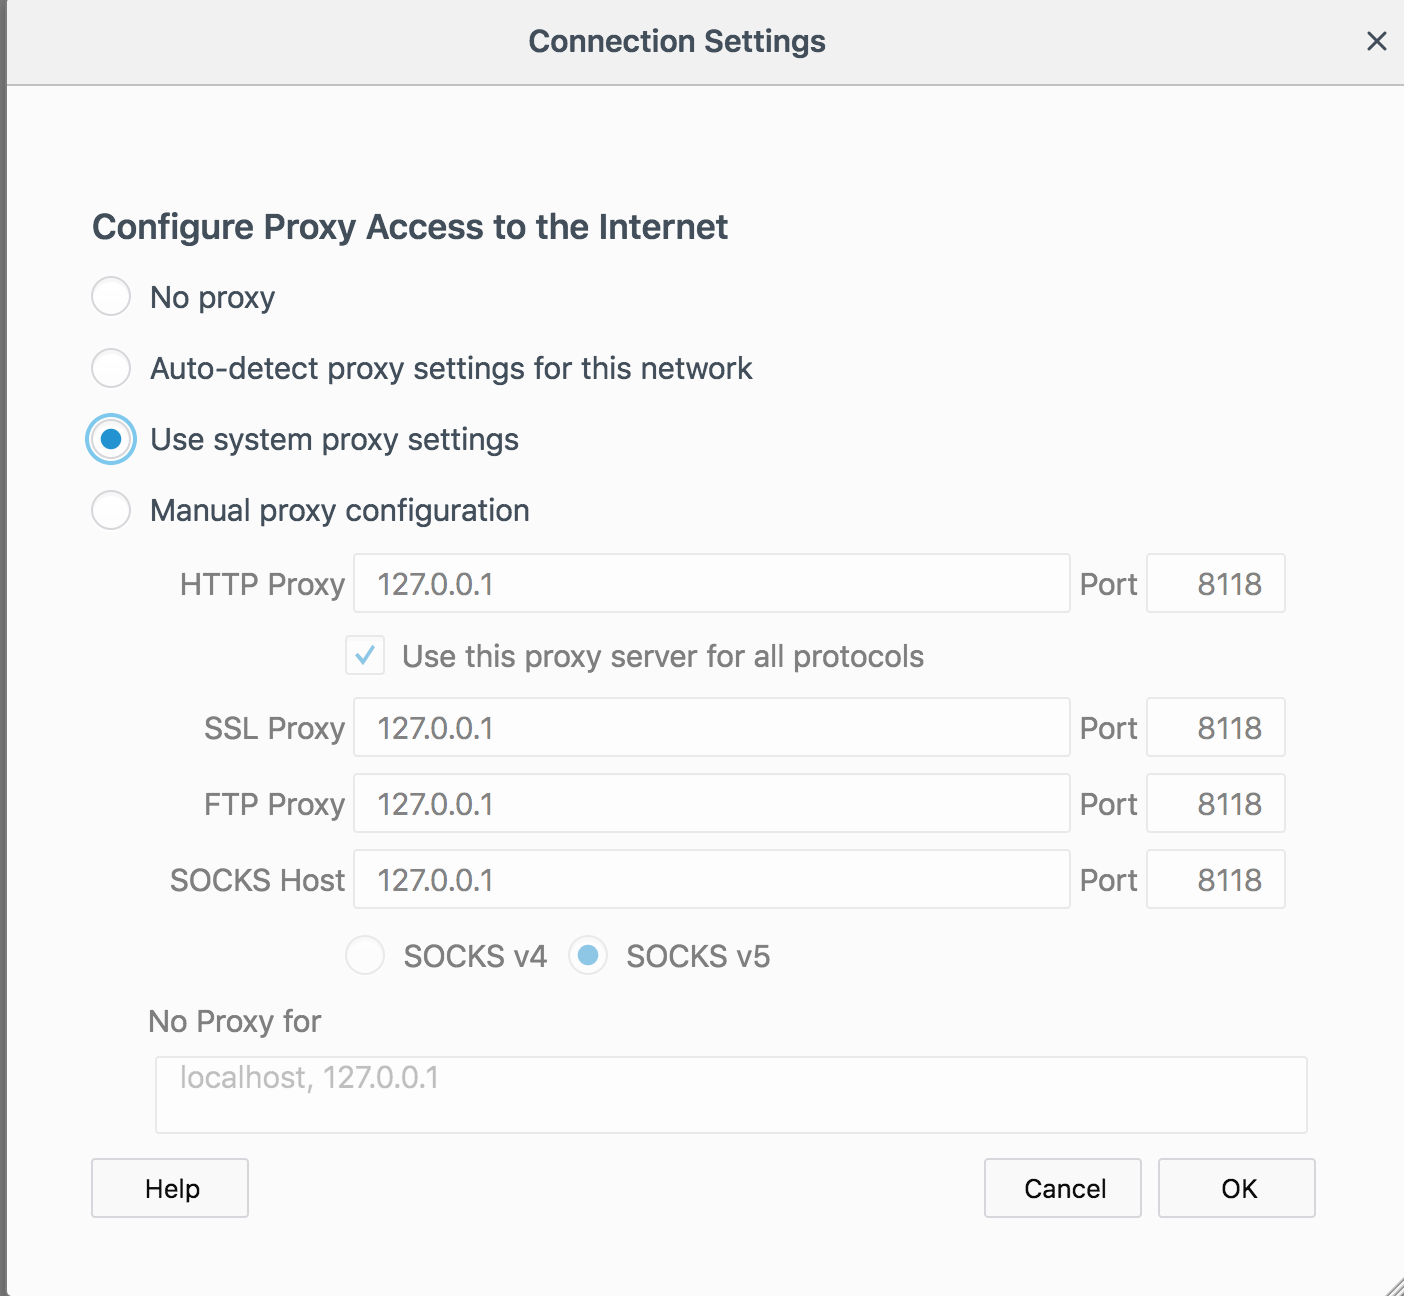 Connection Settings
Configure Proxy Access to the Internet
No proxy
Auto-detect proxy settings for this network
Use system proxy settings
Manual proxy configuration
HTTP Proxy 127.0.0.1 Port 8118
Use this proxy server for all protocols
SSL Proxy 127.0.0.1 Port 8118
FTP Proxy 127.0.0.1 Port 8118
SOCKS Host 127.0.0.1 Port 8118
SOCKS v4 SOCKS v5
No Proxy for
localhost, 127.0.0.1
Help Cancel OK